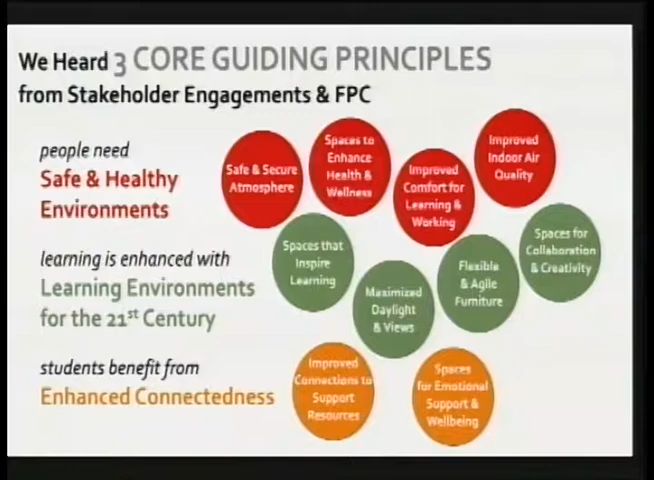 We Heard 3 CORE GUIDING PRINCIPLES
from Stakeholder Engagements & FPC
people need
Safe & Healthy
Environments
Safe & Secure
Atmosphere
Spaces to
Enhance
Health &
Wellness
Improved
Comfort for
Learning &
Working
Improved
Indoor Air
Quality
learning is enhanced with
Learning Environments
for the 21st Century
Spaces that
Inspire
Learning
Maximized
Daylight
& Views
Flexible
& Agile
Furniture
Spaces for
Collaboration
& Creativity
students benefit from
Enhanced Connectedness
Improved
Connections to
Support
Resources
Spaces
for Emotional
Support &
Wellbeing